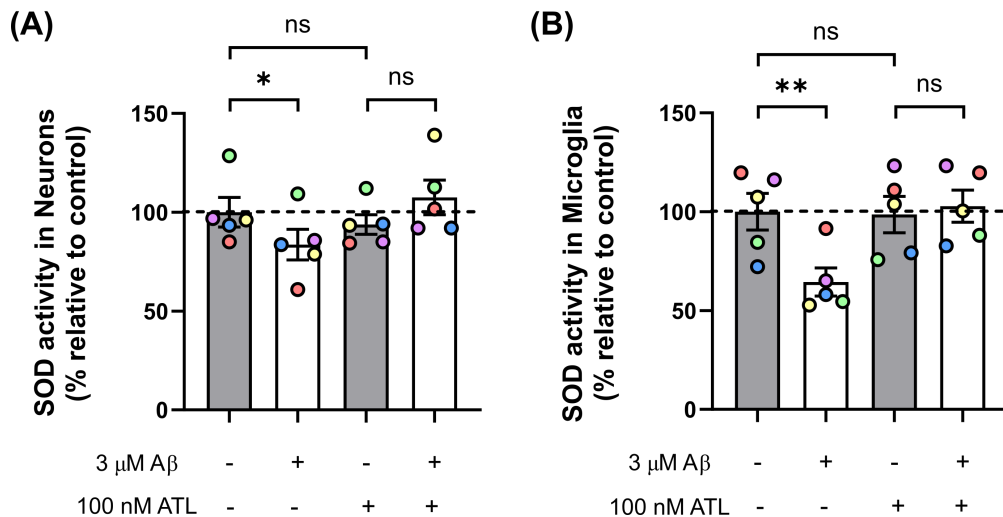 (A)
ns
*
ns
SOD activity in Neurons
(% relative to control)
150
100
50
0
3 μM Aβ - + - +
100 nM ATL - - + +
(B)
ns
**
ns
SOD activity in Microglia
(% relative to control)
150
100
50
0
3 μM Aβ - + - +
100 nM ATL - - + +